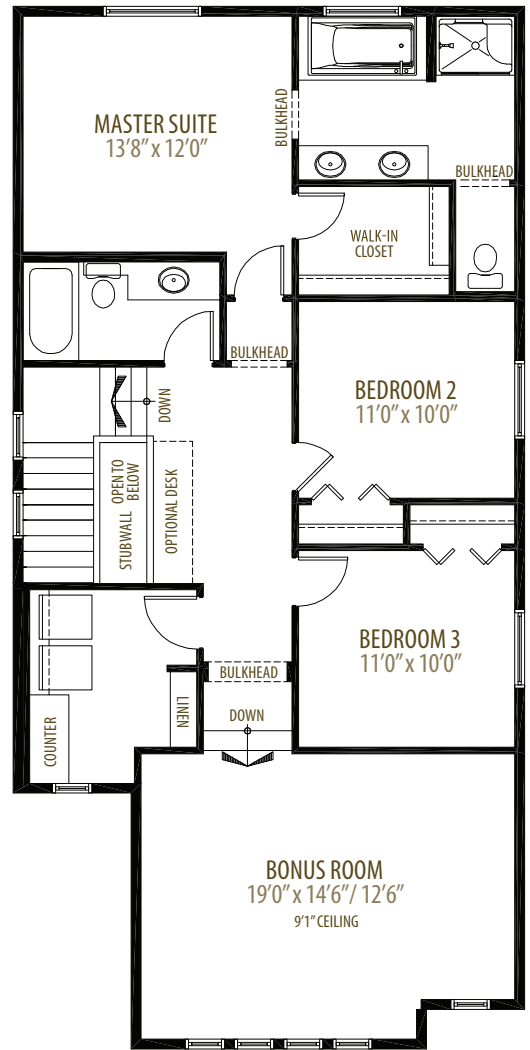 MASTER SUITE
13'8" x 12'0"
BULKHEAD
BULKHEAD
WALK-IN
CLOSET
BULKHEAD
DOWN
BEDROOM 2
11'0" x 10'0"
OPEN TO
BELOW
STUBWALL
OPTIONAL DESK
BEDROOM 3
11'0" x 10'0"
BULKHEAD
LINEN
DOWN
COUNTER
BONUS ROOM
19'0" x 14'6"/ 12'6"
9'1" CEILING